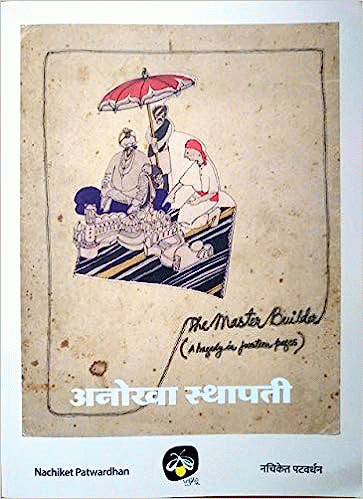 The Master Builder
(A tragedy in fourteen pages)
अनोखा स्थापती
Nachiket Patwardhan
नचिकेत पटवर्धन